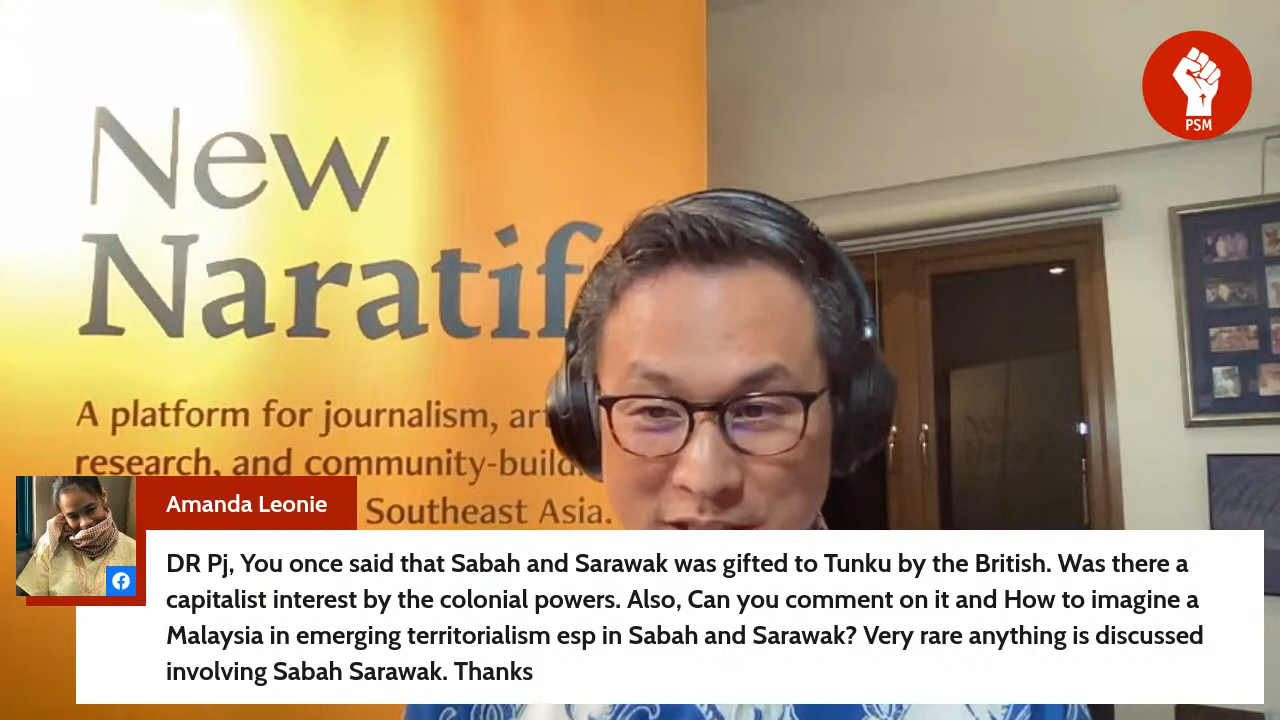 New
Naratif
A platform for journalism, art
research, and community-build
Southeast Asia.
PSM
Amanda Leonie
DR Pj, You once said that Sabah and Sarawak was gifted to Tunku by the British. Was there a
capitalist interest by the colonial powers. Also, Can you comment on it and How to imagine a
Malaysia in emerging territorialism esp in Sabah and Sarawak? Very rare anything is discussed
involving Sabah Sarawak. Thanks